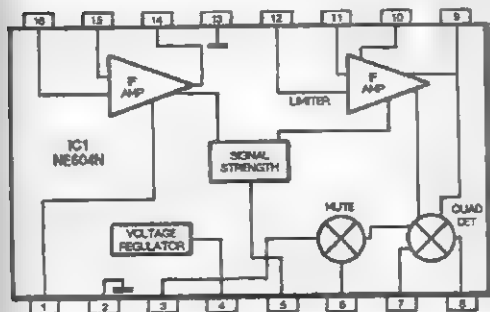 16 15 14 13 12 11 10 9
IF
AMP
IF
AMP
LIMITER
IC1
NE604N
SIGNAL
STRENGTH
MUTE
QUAD
DET
VOLTAGE
REGULATOR
1 2 3 4 5 6 7 8